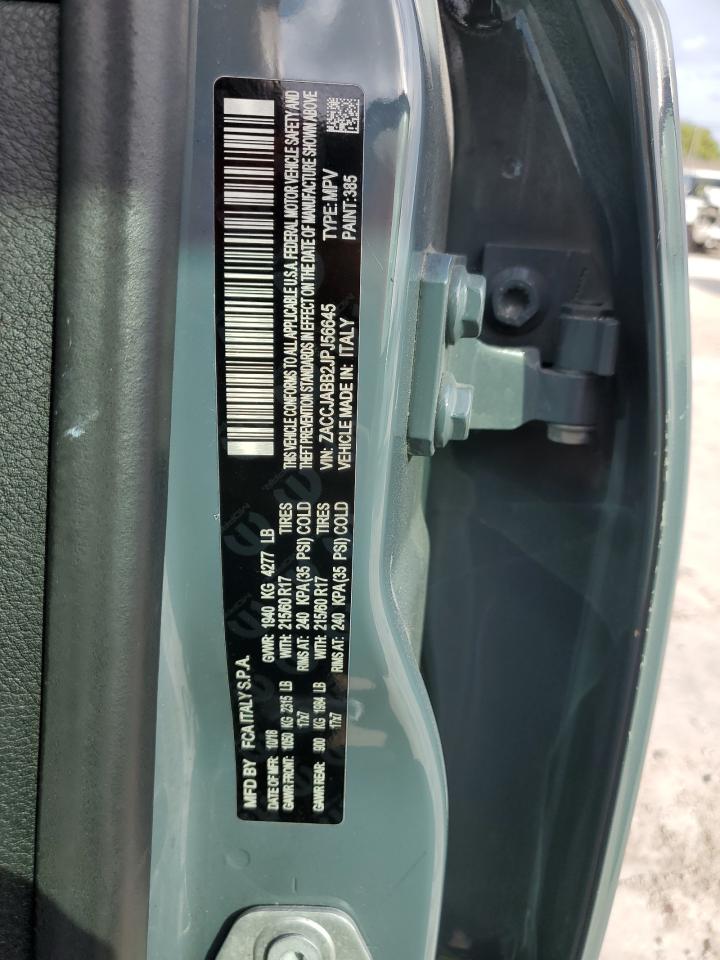 MFD BY FCA ITALY S.P.A.
DATE OF MFR: 10/18 GVWR: 1940 KG 4277 LB
GAWR FRONT: 1050 KG 2315 LB WITH: 215/60 R17 TIRES
17x7 RIMS AT: 240 KPA(35 PSI) COLD
GAWR REAR: 900 KG 1984 LB WITH: 215/60 R17 TIRES
17x7 RIMS AT: 240 KPA(35 PSI) COLD
THIS VEHICLE CONFORMS TO ALL APPLICABLE U.S.A. FEDERAL MOTOR VEHICLE SAFETY AND
THEFT PREVENTION STANDARDS IN EFFECT ON THE DATE OF MANUFACTURE SHOWN ABOVE
VIN: ZACCJABB2JPJ56645 TYPE: MPV
VEHICLE MADE IN: ITALY PAINT: 385